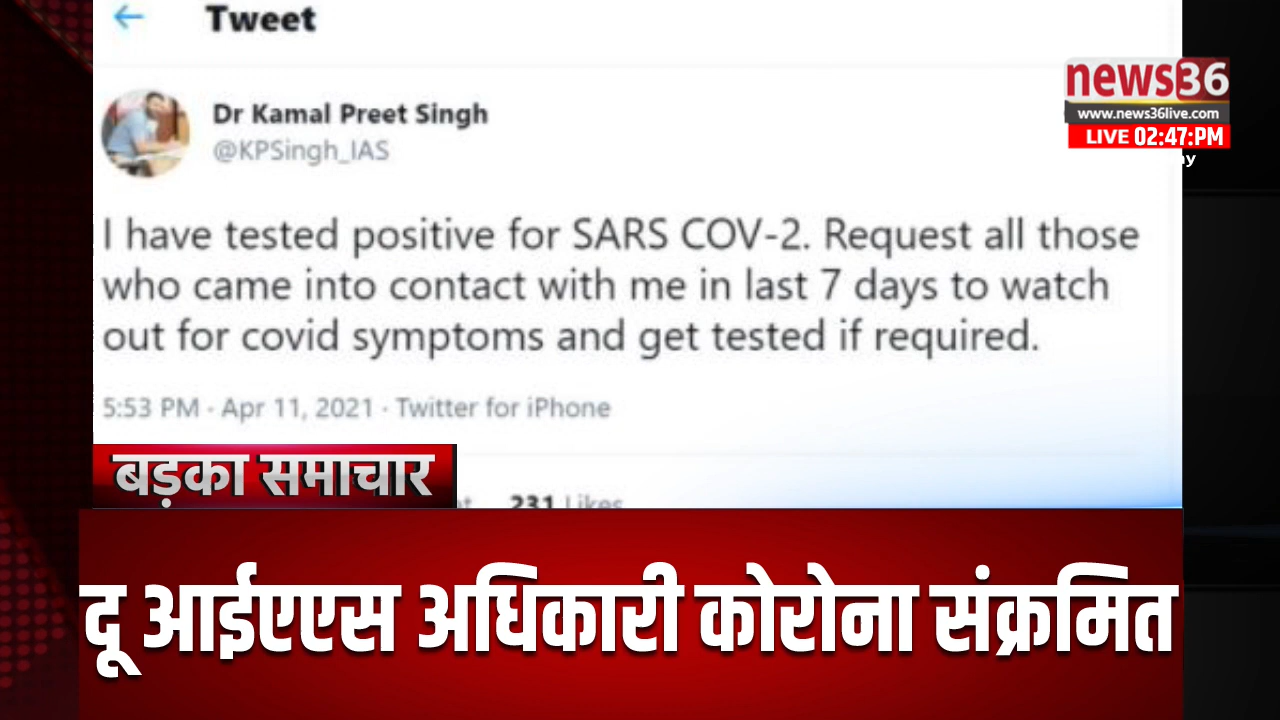 Tweet
Dr Kamal Preet Singh
@KPSingh_IAS
I have tested positive for SARS COV-2. Request all those
who came into contact with me in last 7 days to watch
out for covid symptoms and get tested if required.
5:53 PM · Apr 11, 2021 · Twitter for iPhone
231 Likes
news36
www.news36live.com
LIVE 02:47:PM
बड़का समाचार
दू आईएएस अधिकारी कोरोना संक्रमित